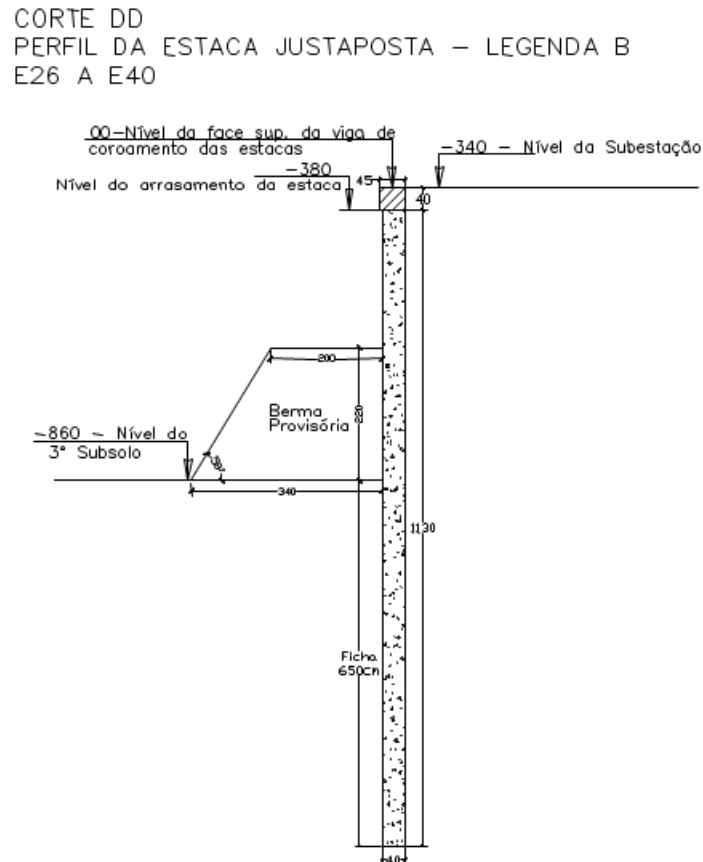 CORTE DD
PERFIL DA ESTACA JUSTAPOSTA – LEGENDA B
E26 A E40
00-Nível da face sup. da viga de
coroamento das estacas
-340 - Nível da Subestação
-380
Nível do arrasamento da estaca
45
40
200
220
Berma
Provisória
-860 - Nível do
3º Subsolo
340
1130
Ficha
650cm
40